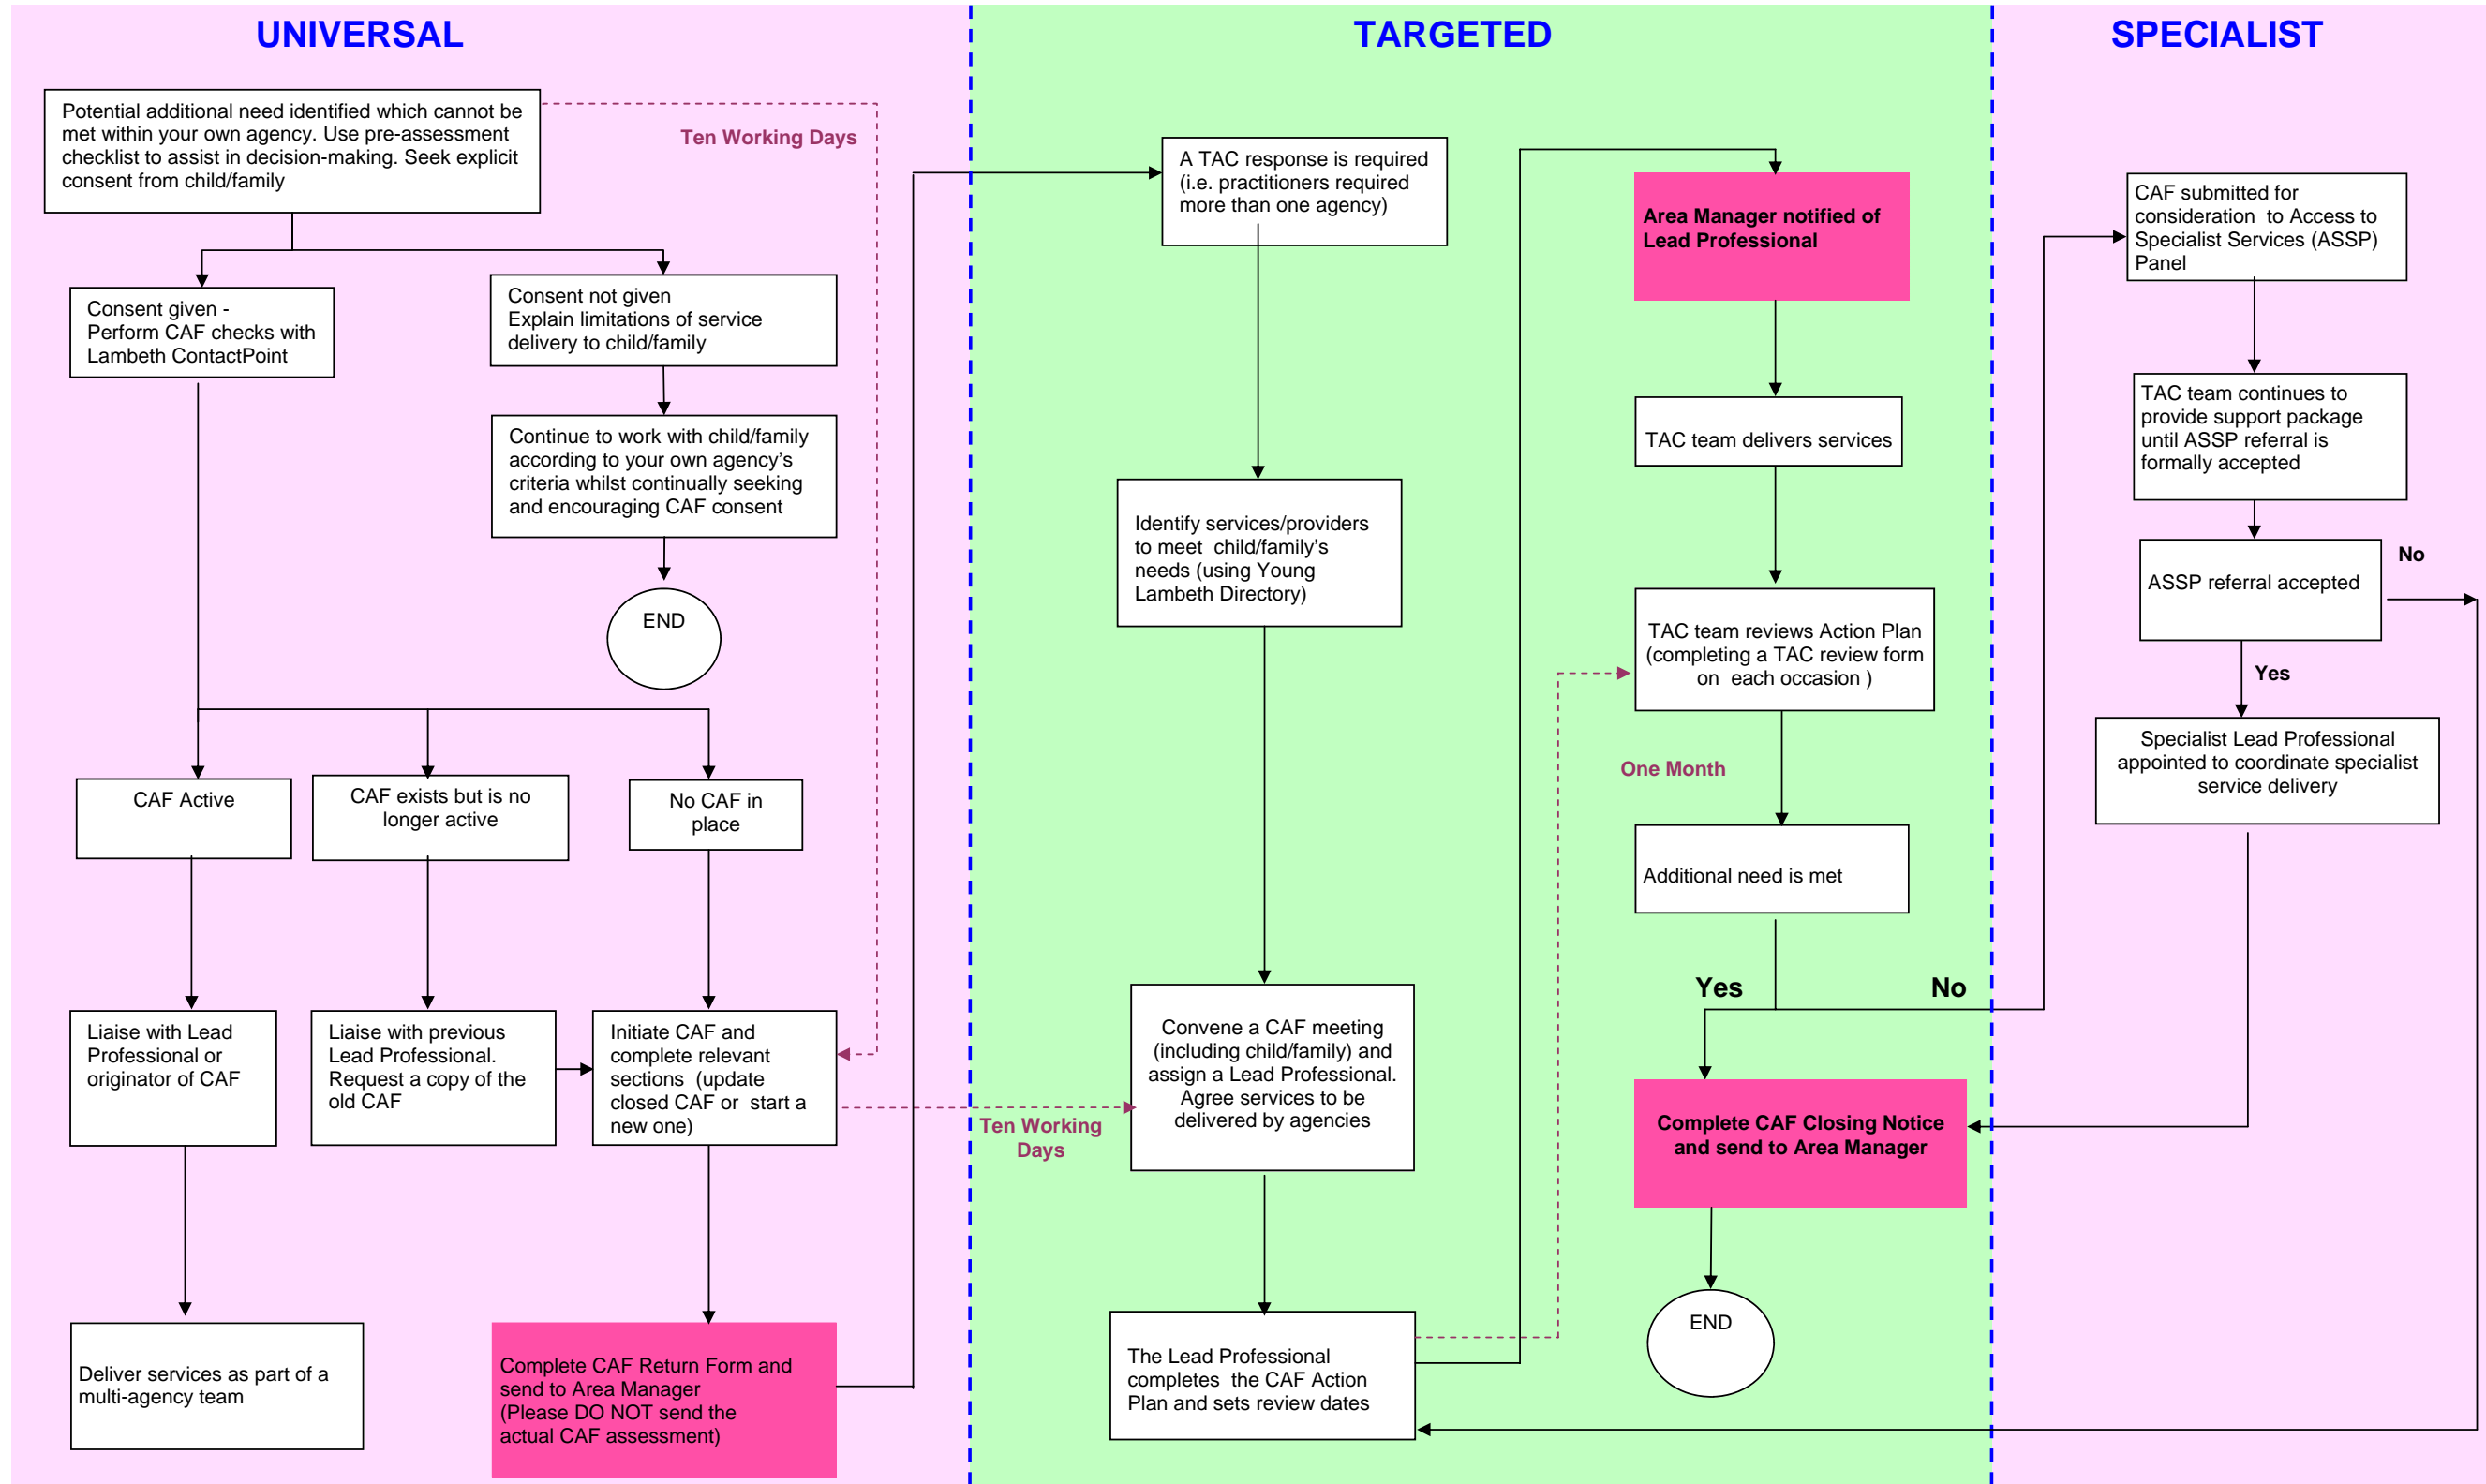 UNIVERSAL
Potential additional need identified which cannot be
met within your own agency. Use pre-assessment
checklist to assist in decision-making. Seek explicit
consent from child/family
Ten Working Days
Consent given -
Perform CAF checks with
Lambeth ContactPoint
Consent not given
Explain limitations of service
delivery to child/family
Continue to work with child/family
according to your own agency's
criteria whilst continually seeking
and encouraging CAF consent
END
CAF Active
CAF exists but is no
longer active
No CAF in
place
Liaise with Lead
Professional or
originator of CAF
Liaise with previous
Lead Professional.
Request a copy of the
old CAF
Initiate CAF and
complete relevant
sections (update
closed CAF or start a
new one)
Deliver services as part of a
multi-agency team
Complete CAF Return Form and
send to Area Manager
(Please DO NOT send the
actual CAF assessment)
TARGETED
A TAC response is required
(i.e. practitioners required
more than one agency)
Identify services/providers
to meet child/family's
needs (using Young
Lambeth Directory)
Ten Working
Days
Convene a CAF meeting
(including child/family) and
assign a Lead Professional.
Agree services to be
delivered by agencies
The Lead Professional
completes the CAF Action
Plan and sets review dates
Area Manager notified of
Lead Professional
TAC team delivers services
TAC team reviews Action Plan
(completing a TAC review form
on each occasion )
One Month
Additional need is met
Yes
No
Complete CAF Closing Notice
and send to Area Manager
END
SPECIALIST
CAF submitted for
consideration to Access to
Specialist Services (ASSP)
Panel
TAC team continues to
provide support package
until ASSP referral is
formally accepted
ASSP referral accepted
No
Yes
Specialist Lead Professional
appointed to coordinate specialist
service delivery